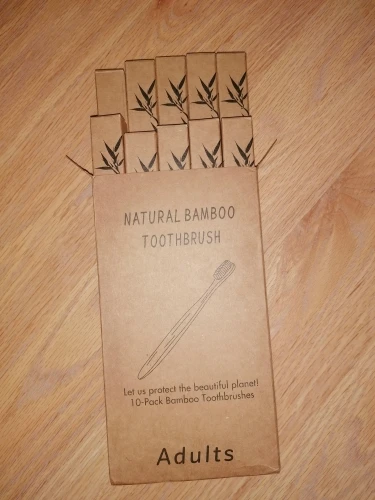 NATURAL BAMBOO
TOOTHBRUSH
Let us protect the beautiful planet!
10-Pack Bamboo Toothbrushes
Adults